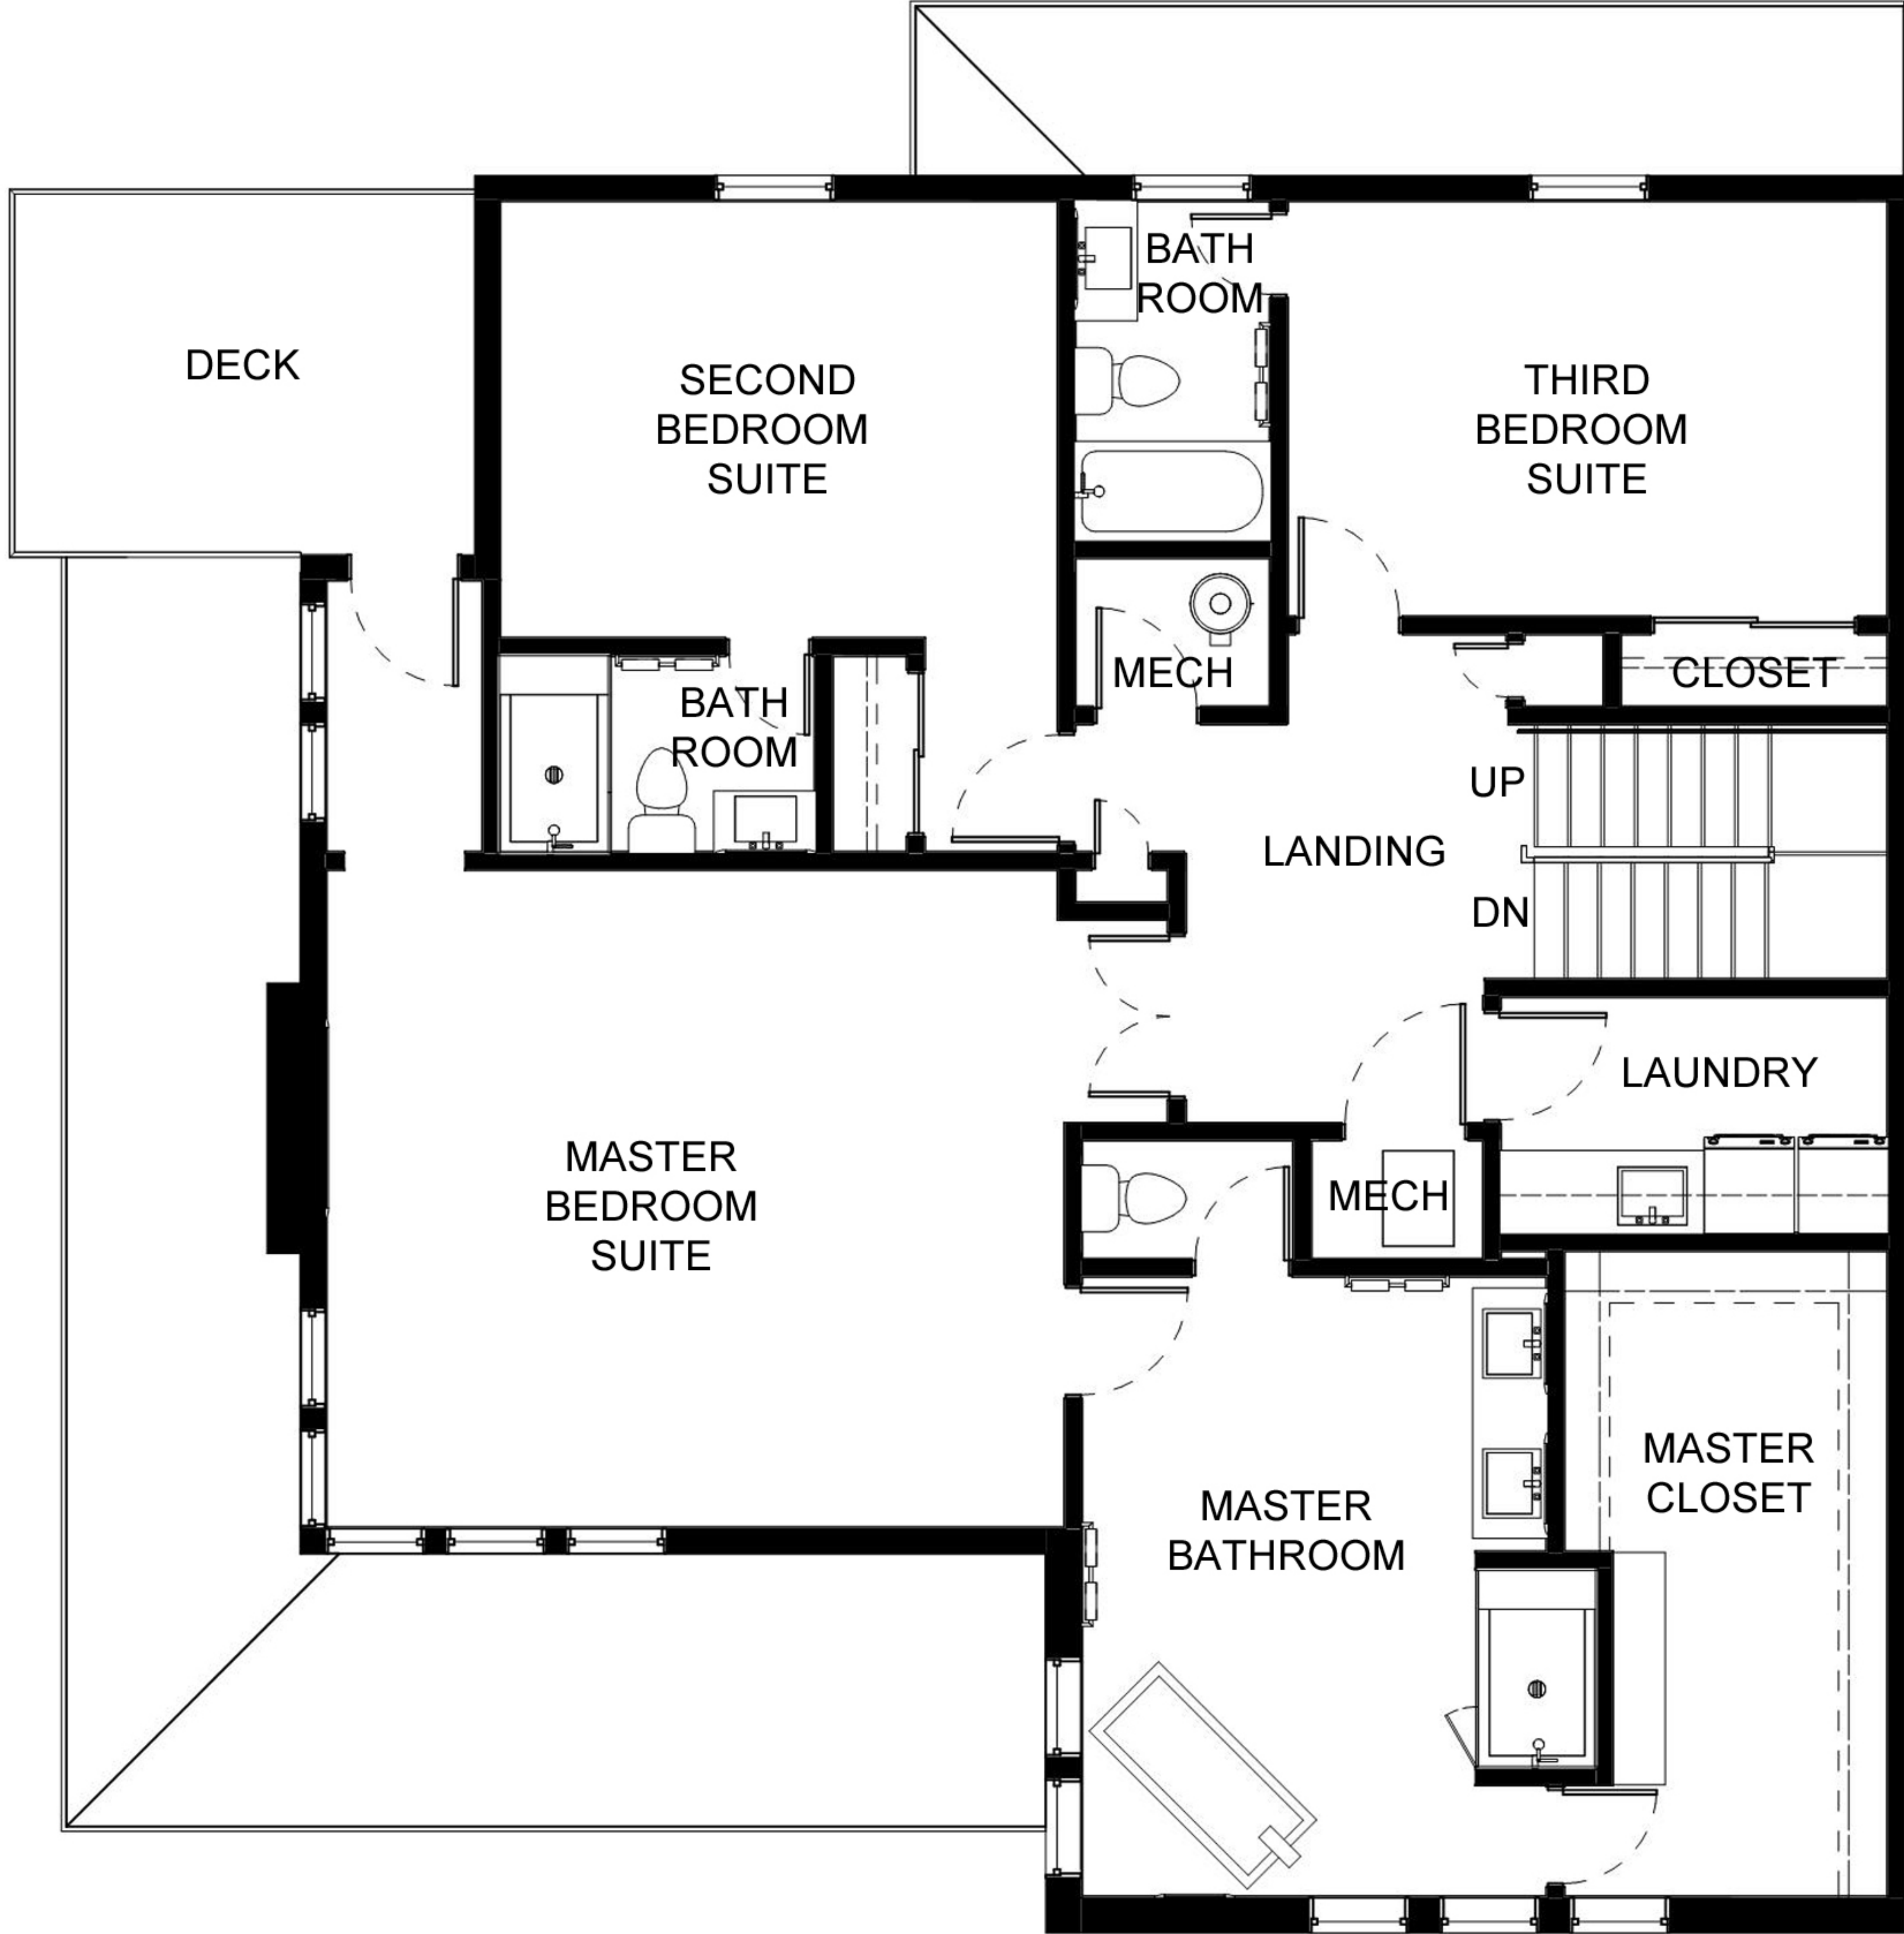 BATH
ROOM
DECK
SECOND
BEDROOM
SUITE
THIRD
BEDROOM
SUITE
MECH
CLOSET
BATH
ROOM
UP
LANDING
DN
LAUNDRY
MASTER
BEDROOM
SUITE
MECH
MASTER
CLOSET
MASTER
BATHROOM